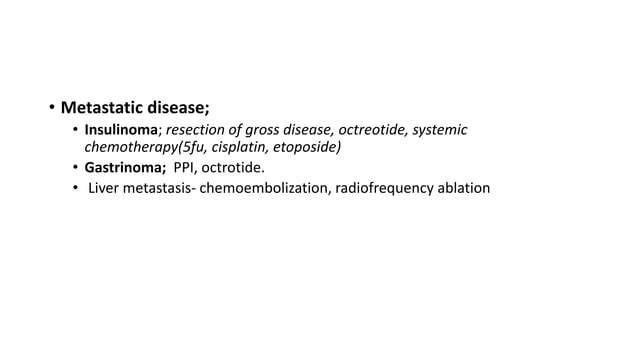 • Metastatic disease;
• Insulinoma; resection of gross disease, octreotide, systemic
chemotherapy(5fu, cisplatin, etoposide)
• Gastrinoma; PPI, octrotide.
• Liver metastasis- chemoembolization, radiofrequency ablation